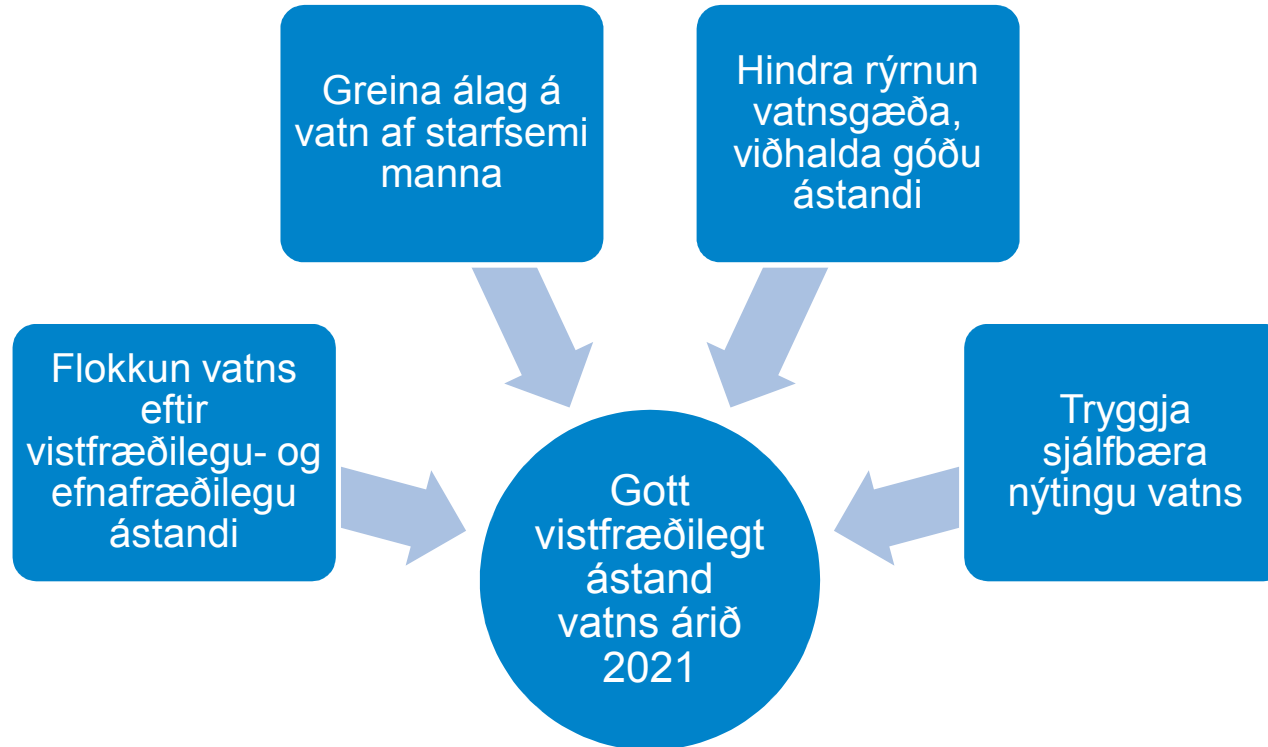 Greina álag á
vatn af starfsemi
manna
Hindra rýrnun
vatnsgæða,
viðhalda góðu
ástandi
Flokkun vatns
eftir
vistfræðilegu- og
efnafræðilegu
ástandi
Tryggja
sjálfbæra
nýtingu vatns
Gott
vistfræðilegt
ástand
vatns árið
2021